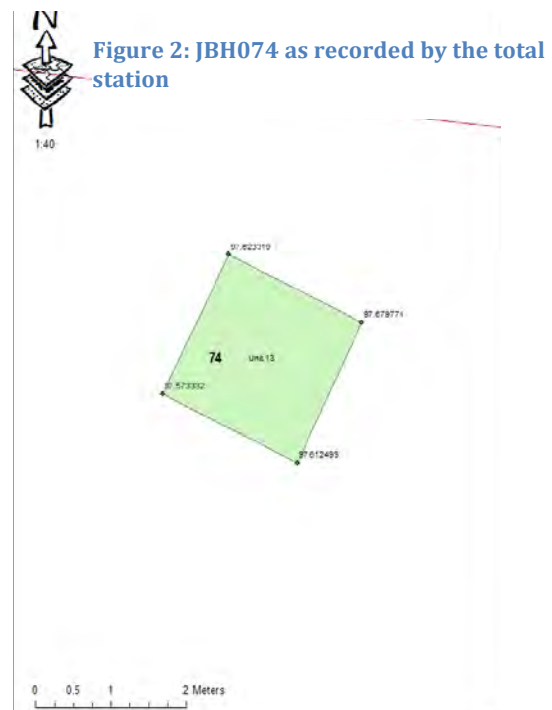 N
Figure 2: JBH074 as recorded by the total
station
1:40
97.623319
97.679771
74 Unit 13
97.573332
97.612493
0 0.5 1 2 Meters